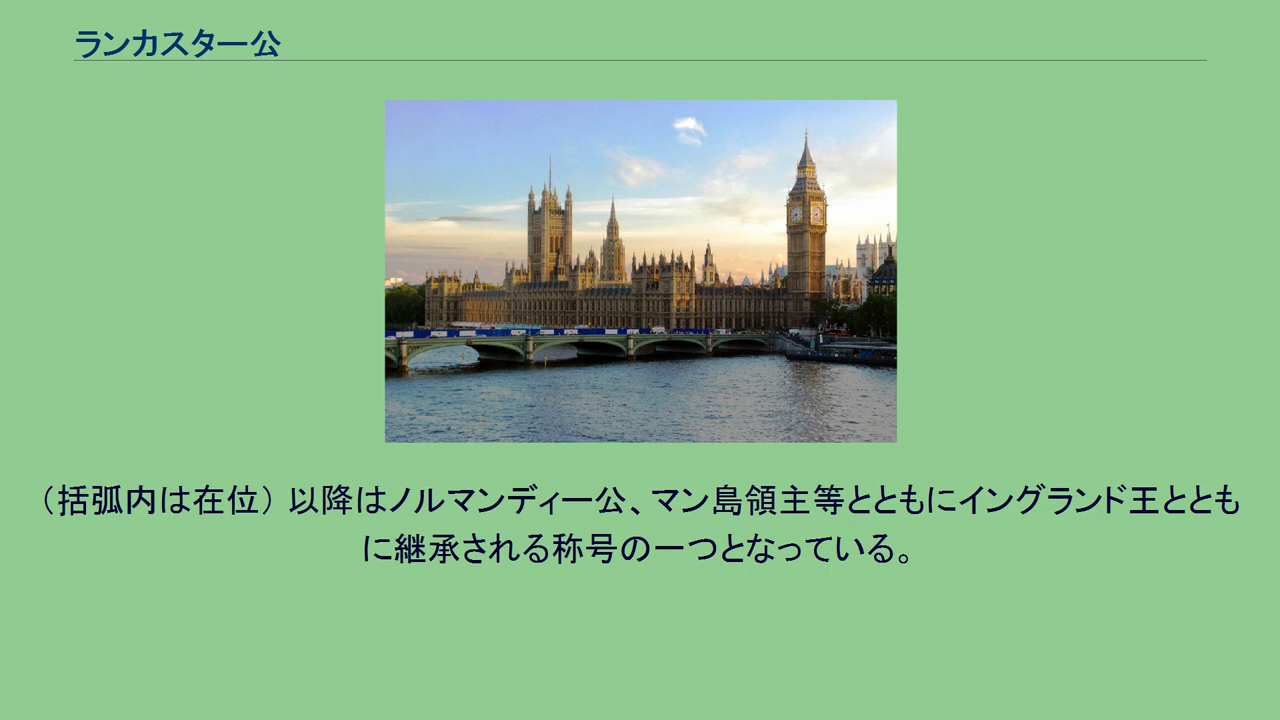 ランカスター公
（括弧内は在位） 以降はノルマンディー公、マン島領主等とともにイングランド王ととも
に継承される称号の一つとなっている。